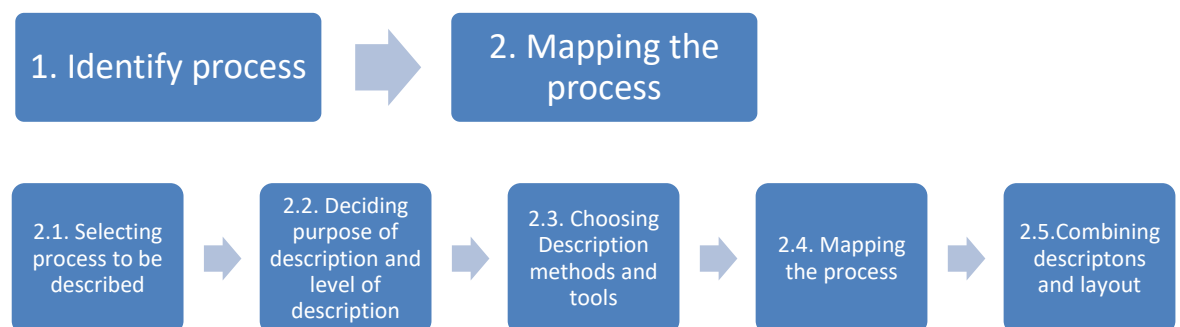 1. Identify process
2. Mapping the
process
2.1. Selecting
process to be
described
2.2. Deciding
purpose of
description and
level of
description
2.3. Choosing
Description
methods and
tools
2.4. Mapping
the process
2.5.Combining
descriptons
and layout